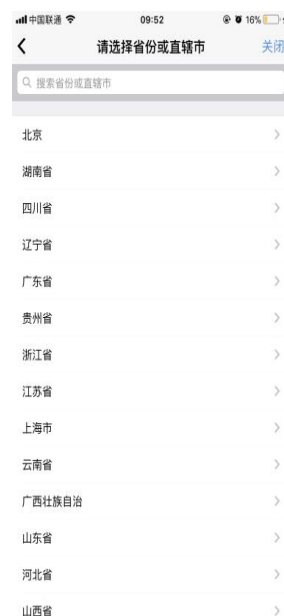 中国联通
09:52
16%
请选择省份或直辖市
关闭
搜索省份或直辖市
北京
湖南省
四川省
辽宁省
广东省
贵州省
浙江省
江苏省
上海市
云南省
广西壮族自治
山东省
河北省
山西省